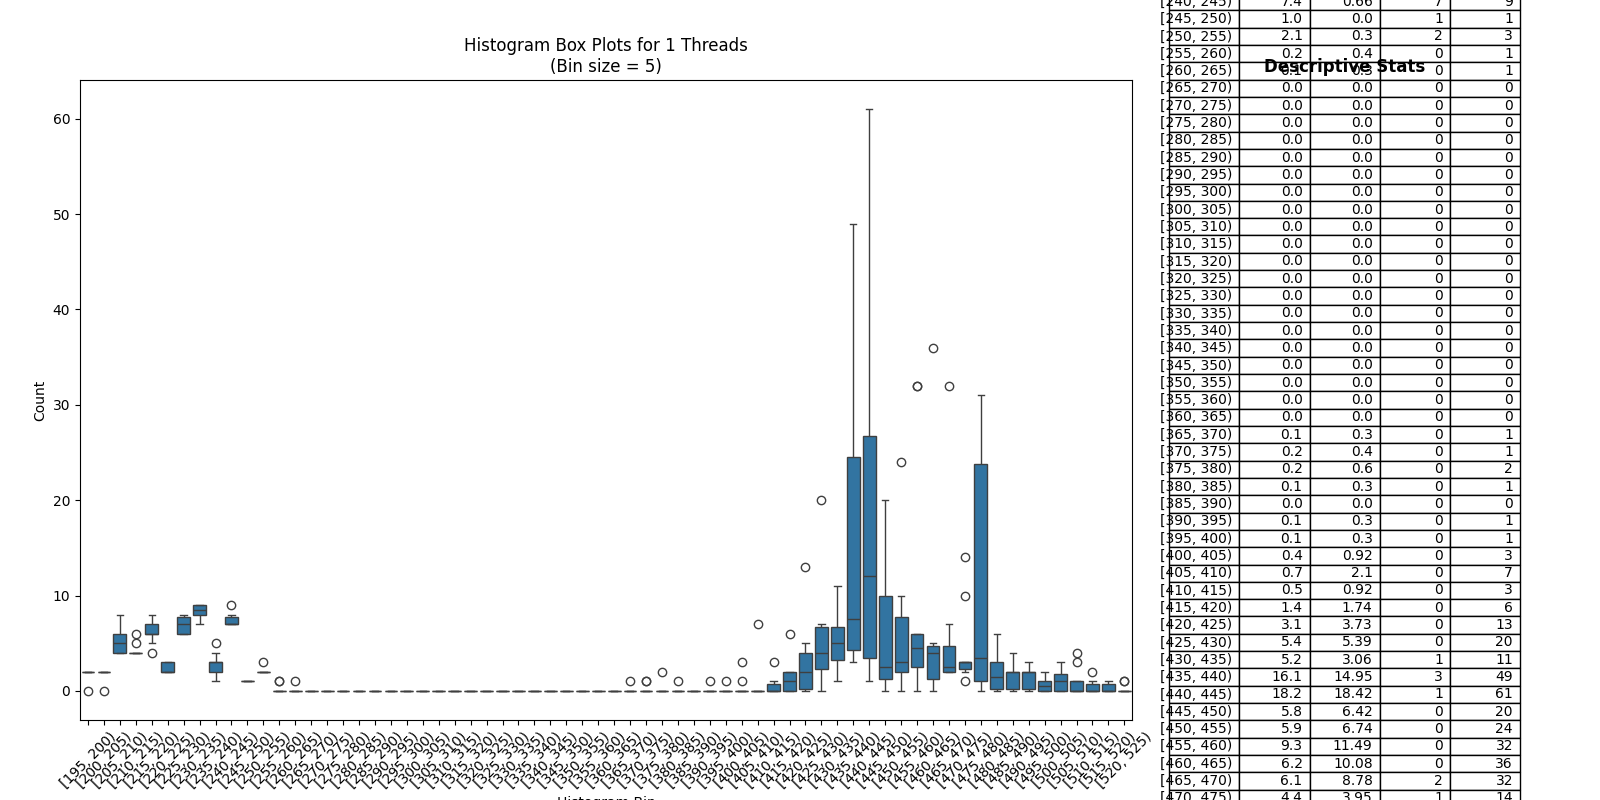 Histogram Box Plots for 1 Threads
(Bin size = 5)
60
50
40
30
20
10
0
Count
[195, 200)
[200, 205)
[205, 210)
[210, 215)
[215, 220)
[220, 225)
[225, 230)
[230, 235)
[235, 240)
[240, 245)
[245, 250)
[250, 255)
[255, 260)
[260, 265)
[265, 270)
[270, 275)
[275, 280)
[280, 285)
[285, 290)
[290, 295)
[295, 300)
[300, 305)
[305, 310)
[310, 315)
[315, 320)
[320, 325)
[325, 330)
[330, 335)
[335, 340)
[340, 345)
[345, 350)
[350, 355)
[355, 360)
[360, 365)
[365, 370)
[370, 375)
[375, 380)
[380, 385)
[385, 390)
[390, 395)
[395, 400)
[400, 405)
[405, 410)
[410, 415)
[415, 420)
[420, 425)
[425, 430)
[430, 435)
[435, 440)
[440, 445)
[445, 450)
[450, 455)
[455, 460)
[460, 465)
[465, 470)
[470, 475)
[475, 480)
[480, 485)
[485, 490)
[490, 495)
[495, 500)
[500, 505)
[505, 510)
[510, 515)
[515, 520)
[520, 525)
Histogram Bin
Descriptive Stats
[240, 245) 7.4 0.66 7 9
[245, 250) 1.0 0.0 1 1
[250, 255) 2.1 0.3 2 3
[255, 260) 0.2 0.4 0 1
[260, 265) 0.1 0.3 0 1
[265, 270) 0.0 0.0 0 0
[270, 275) 0.0 0.0 0 0
[275, 280) 0.0 0.0 0 0
[280, 285) 0.0 0.0 0 0
[285, 290) 0.0 0.0 0 0
[290, 295) 0.0 0.0 0 0
[295, 300) 0.0 0.0 0 0
[300, 305) 0.0 0.0 0 0
[305, 310) 0.0 0.0 0 0
[310, 315) 0.0 0.0 0 0
[315, 320) 0.0 0.0 0 0
[320, 325) 0.0 0.0 0 0
[325, 330) 0.0 0.0 0 0
[330, 335) 0.0 0.0 0 0
[335, 340) 0.0 0.0 0 0
[340, 345) 0.0 0.0 0 0
[345, 350) 0.0 0.0 0 0
[350, 355) 0.0 0.0 0 0
[355, 360) 0.0 0.0 0 0
[360, 365) 0.0 0.0 0 0
[365, 370) 0.1 0.3 0 1
[370, 375) 0.2 0.4 0 1
[375, 380) 0.2 0.6 0 2
[380, 385) 0.1 0.3 0 1
[385, 390) 0.0 0.0 0 0
[390, 395) 0.1 0.3 0 1
[395, 400) 0.1 0.3 0 1
[400, 405) 0.4 0.92 0 3
[405, 410) 0.7 2.1 0 7
[410, 415) 0.5 0.92 0 3
[415, 420) 1.4 1.74 0 6
[420, 425) 3.1 3.73 0 13
[425, 430) 5.4 5.39 0 20
[430, 435) 5.2 3.06 1 11
[435, 440) 16.1 14.95 3 49
[440, 445) 18.2 18.42 1 61
[445, 450) 5.8 6.42 0 20
[450, 455) 5.9 6.74 0 24
[455, 460) 9.3 11.49 0 32
[460, 465) 6.2 10.08 0 36
[465, 470) 6.1 8.78 2 32
[470, 475) 4.4 3.95 1 14